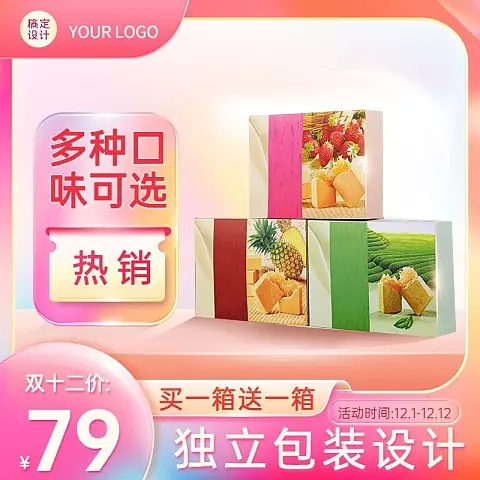 稿定
设计
YOUR LOGO
多种口
味可选
热销
双十二价:
¥79
买一箱送一箱
活动时间:12.1-12.12
独立包装设计